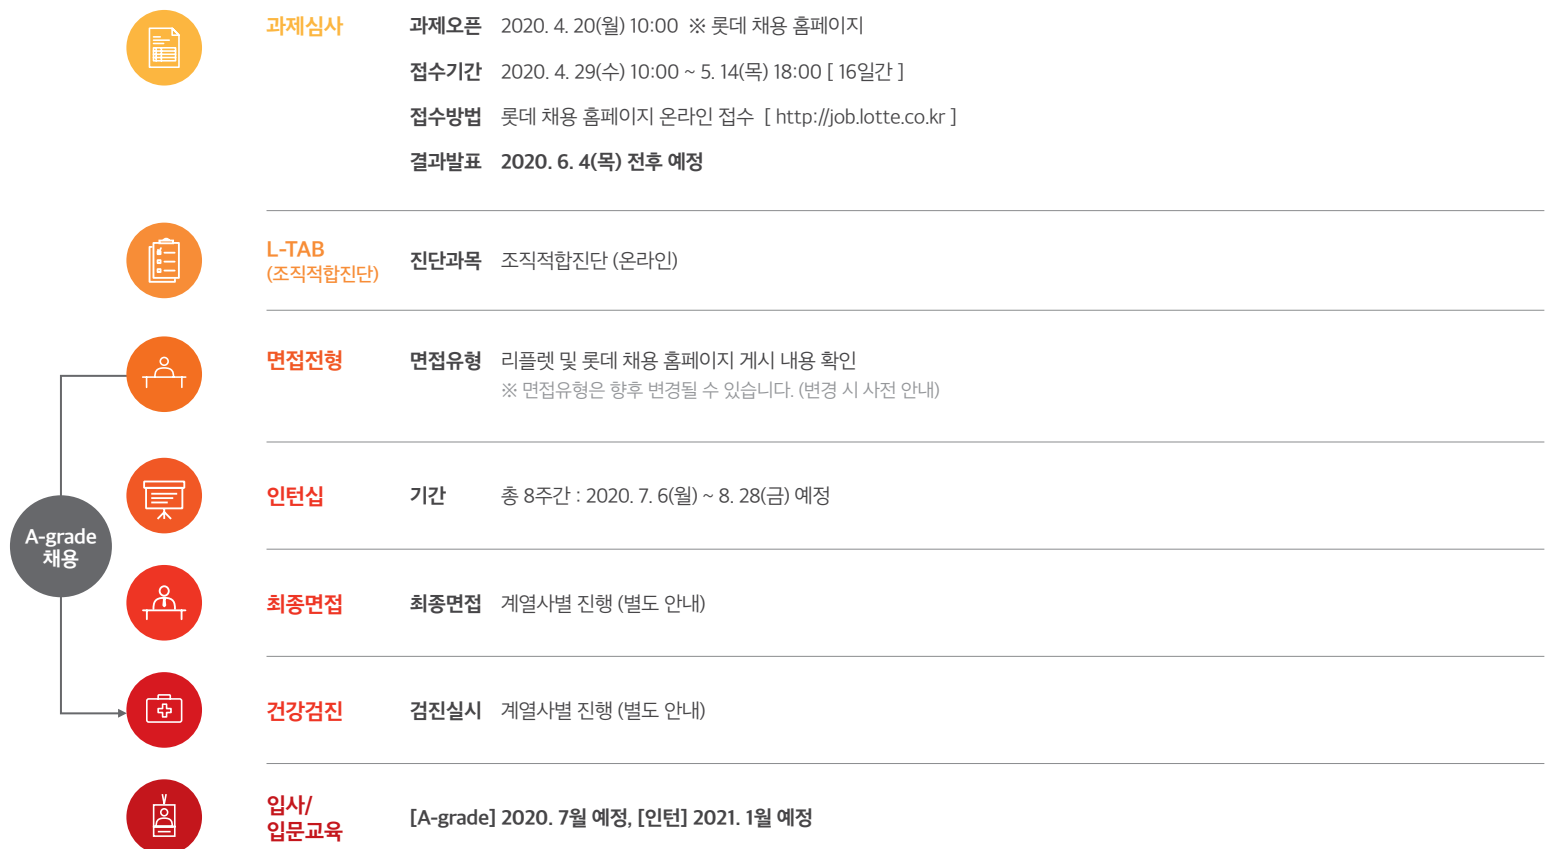 과제심사 과제오픈 2020. 4. 20(월) 10:00 ※ 롯데 채용 홈페이지
접수기간 2020. 4. 29(수) 10:00 ~ 5. 14(목) 18:00 [ 16일간 ]
접수방법 롯데 채용 홈페이지 온라인 접수 [ http://job.lotte.co.kr ]
결과발표 2020. 6. 4(목) 전후 예정
L-TAB
(조직적합진단) 진단과목 조직적합진단 (온라인)
면접전형 면접유형 리플렛 및 롯데 채용 홈페이지 게시 내용 확인
※ 면접유형은 향후 변경될 수 있습니다. (변경 시 사전 안내)
인턴십 기간 총 8주간 : 2020. 7. 6(월) ~ 8. 28(금) 예정
A-grade
채용
최종면접 최종면접 계열사별 진행 (별도 안내)
건강검진 검진실시 계열사별 진행 (별도 안내)
입사/
입문교육 [A-grade] 2020. 7월 예정, [인턴] 2021. 1월 예정